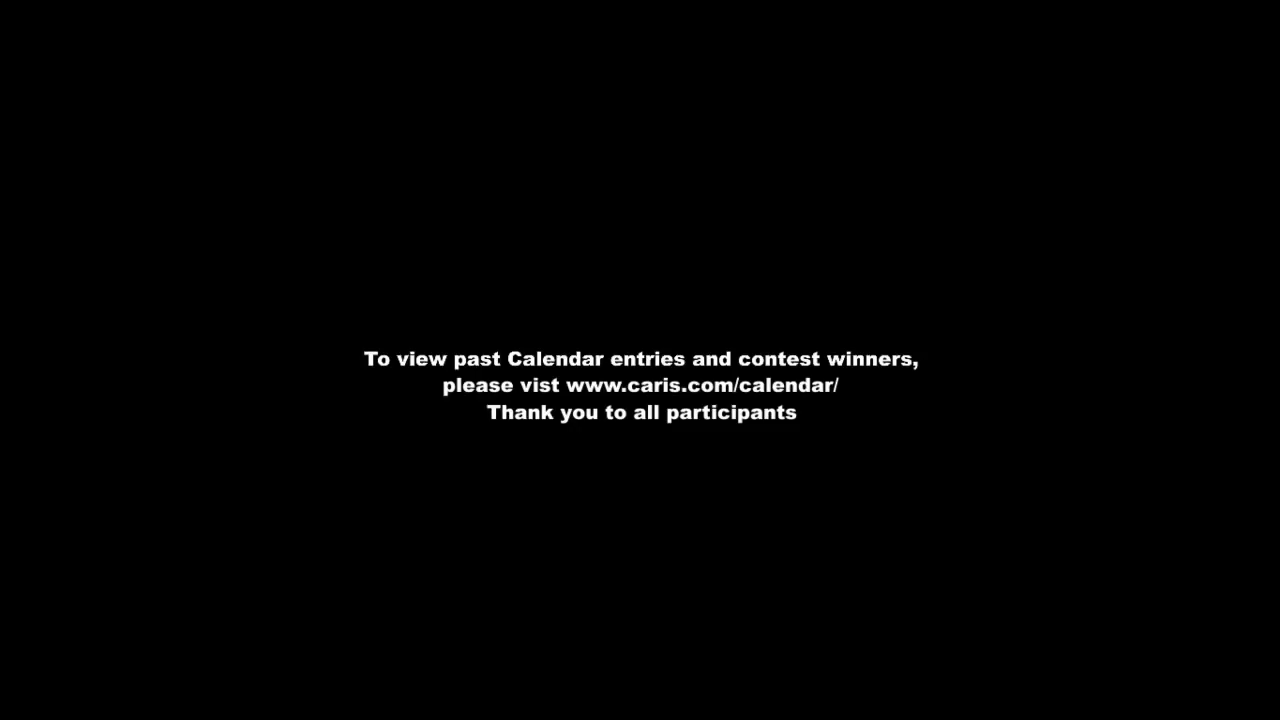 To view past Calendar entries and contest winners,
please vist www.caris.com/calendar/
Thank you to all participants